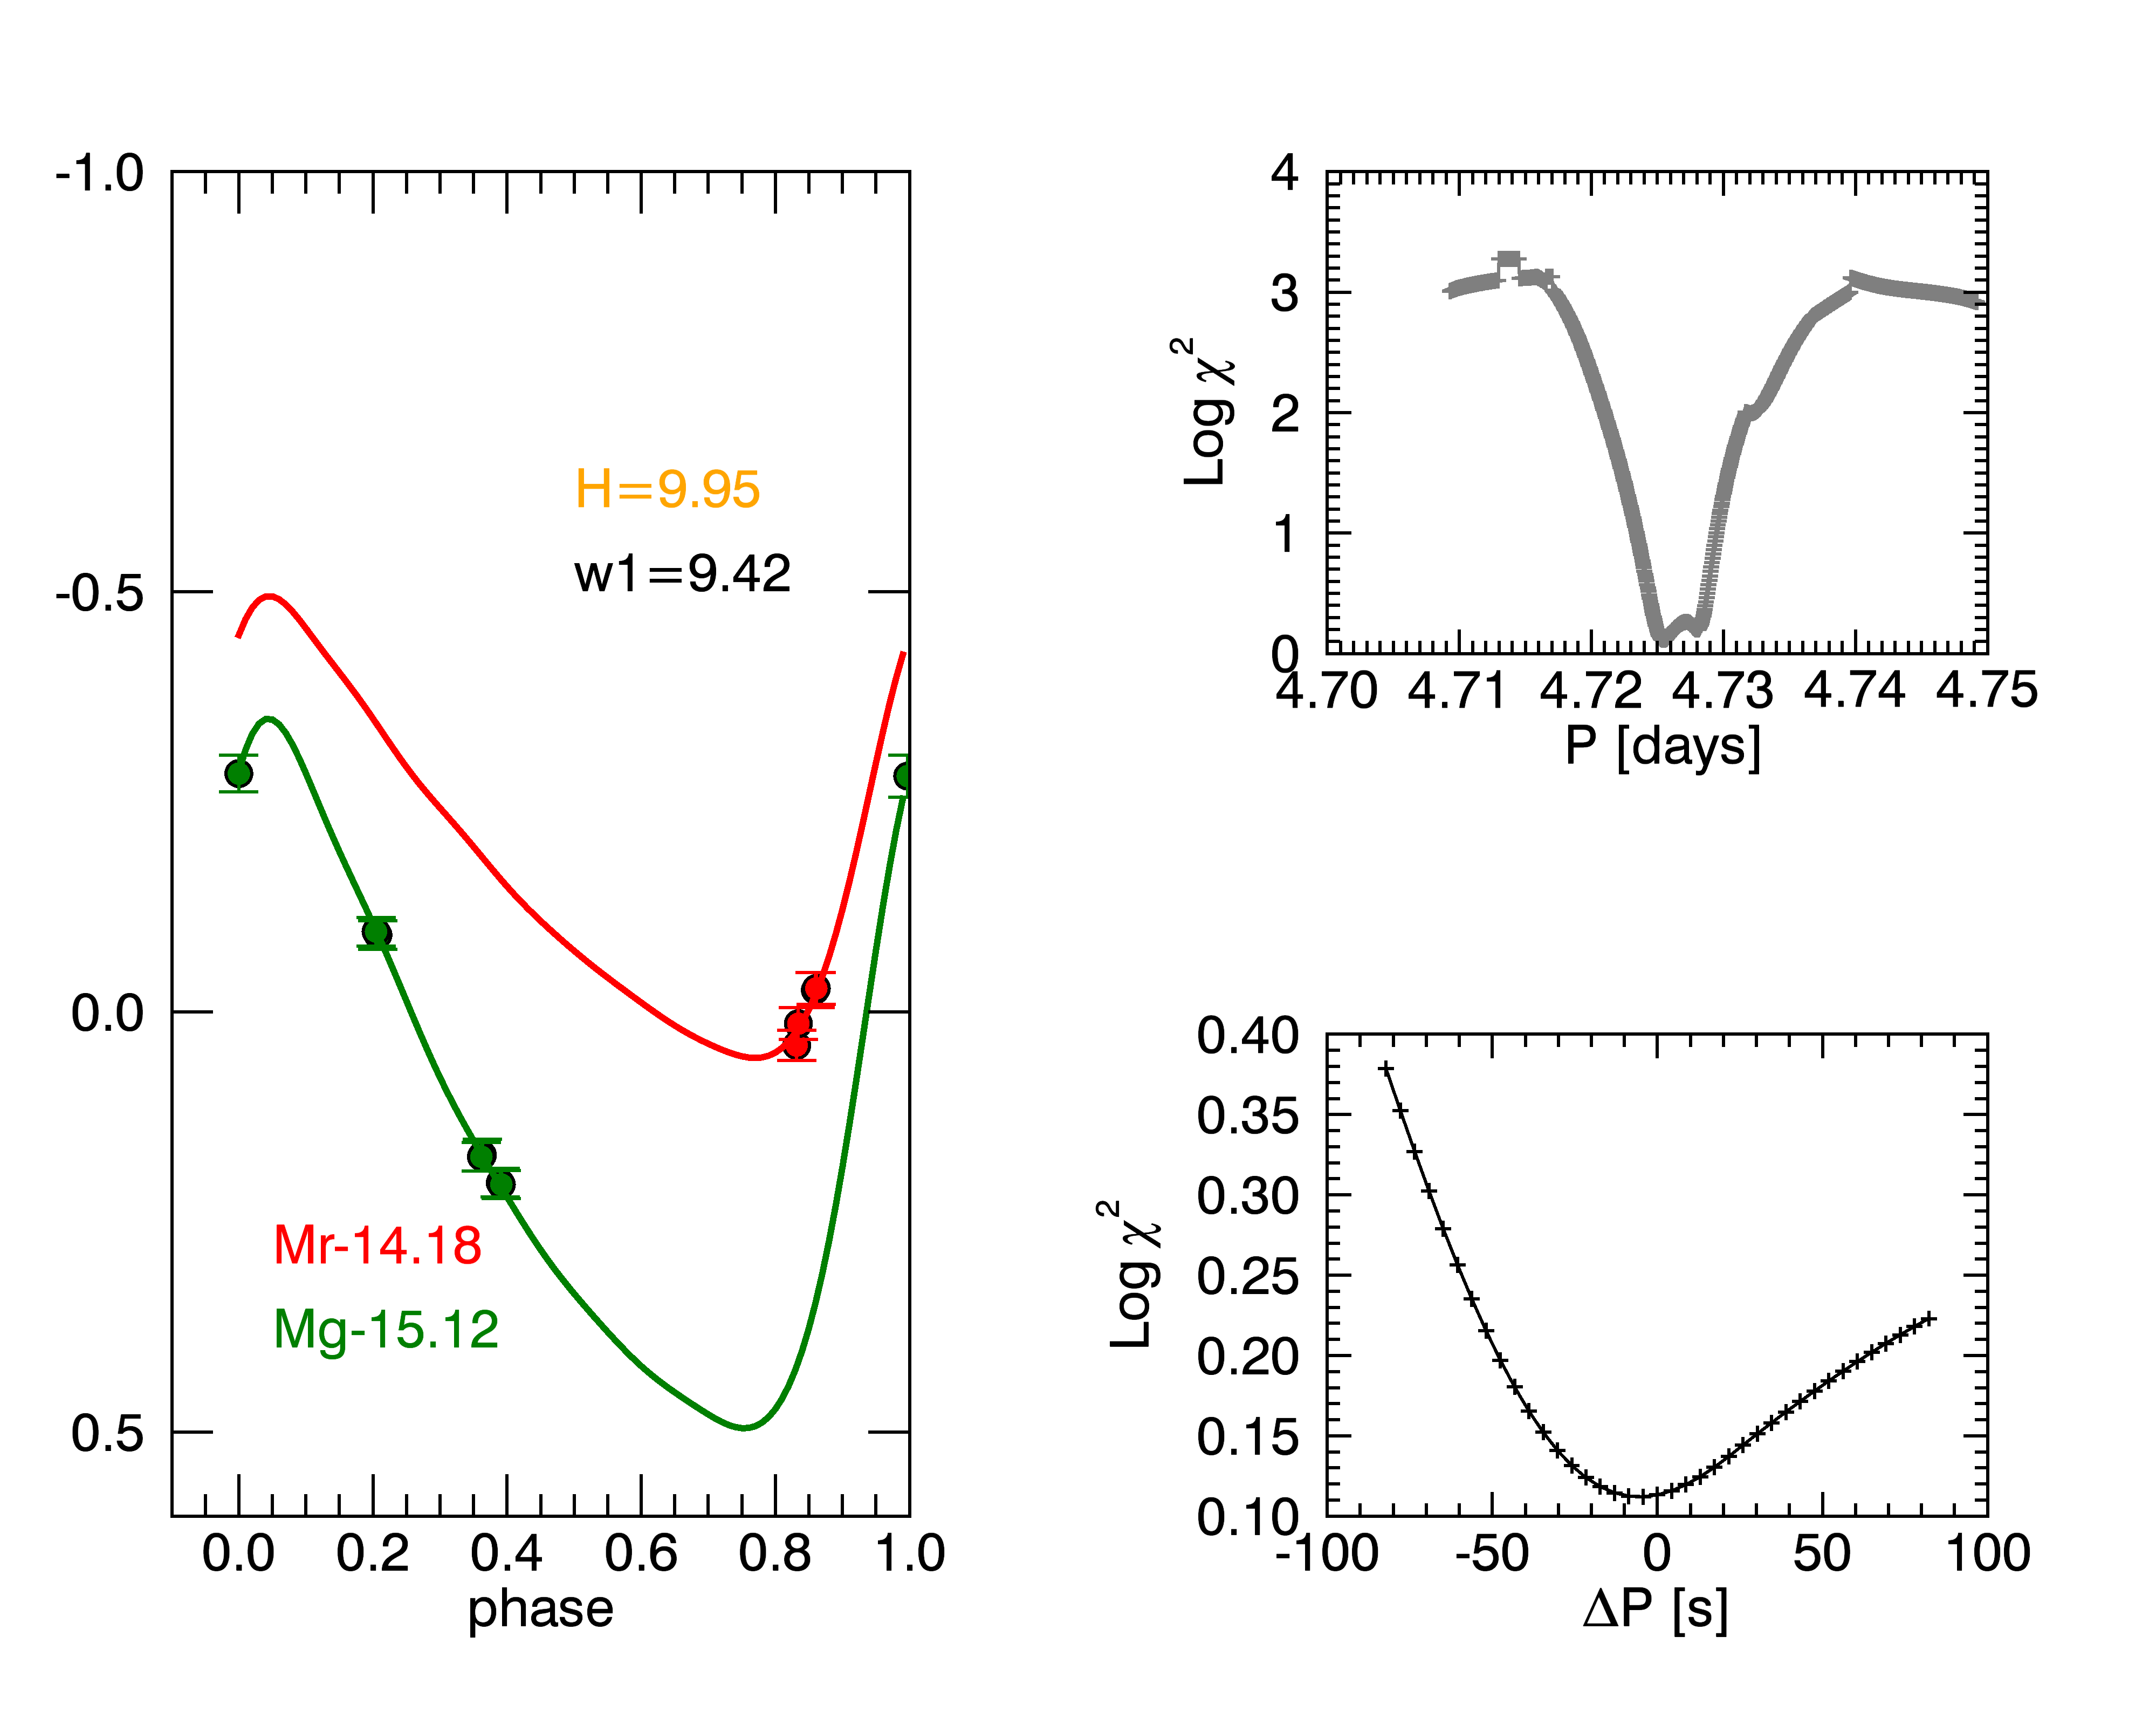 -1.0
-0.5
0.0
0.5
H=9.95
w1=9.42
Mr-14.18
Mg-15.12
0.0 0.2 0.4 0.6 0.8 1.0
phase
4
3
2
1
0
Log χ²
4.70 4.71 4.72 4.73 4.74 4.75
P [days]
0.40
0.35
0.30
0.25
0.20
0.15
0.10
Log χ²
-100 -50 0 50 100
ΔP [s]